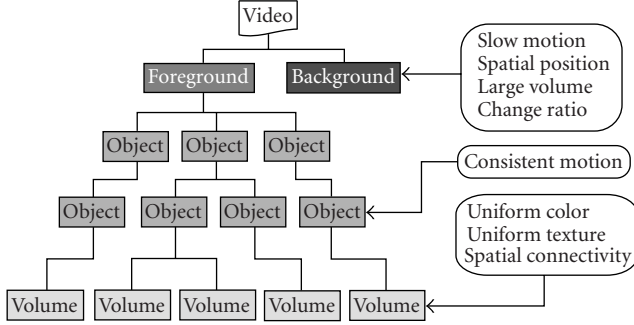 Video
Foreground
Background
Slow motion
Spatial position
Large volume
Change ratio
Object
Object
Object
Consistent motion
Object
Object
Object
Object
Uniform color
Uniform texture
Spatial connectivity
Volume
Volume
Volume
Volume
Volume